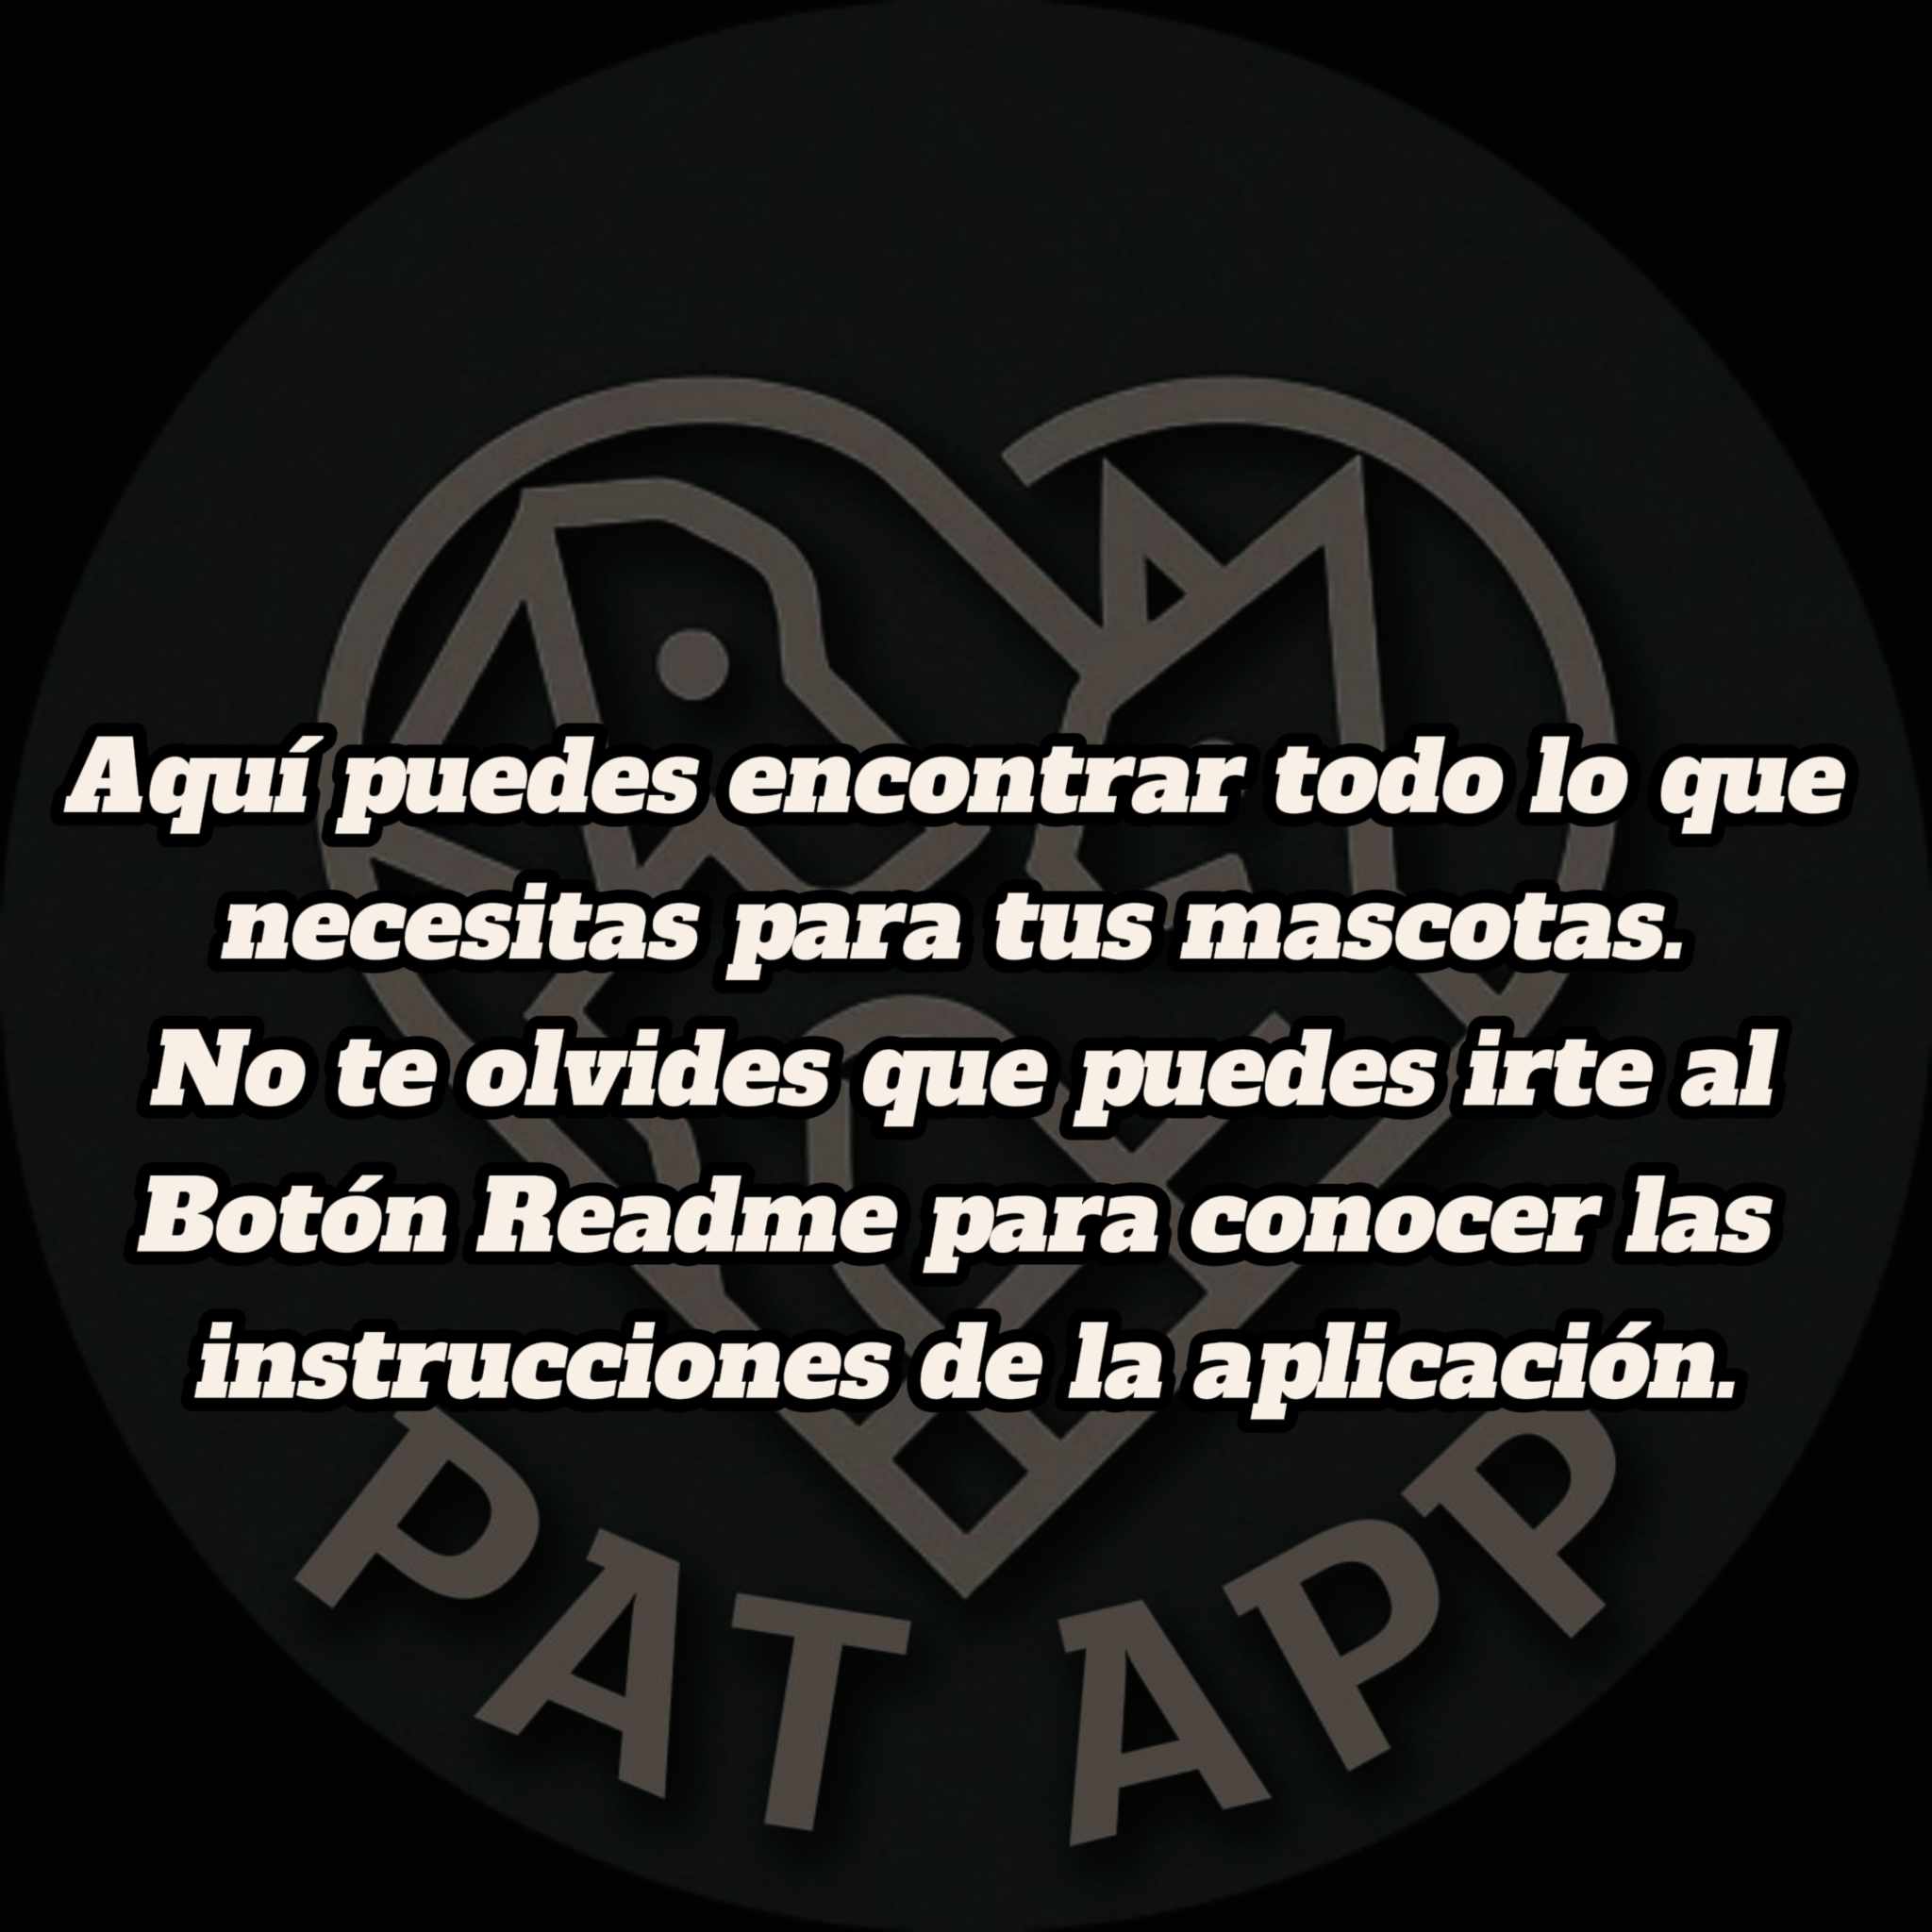 Aquí puedes encontrar todo lo que
necesitas para tus mascotas.
No te olvides que puedes irte al
Botón Readme para conocer las
instrucciones de la aplicación.
PAT APP